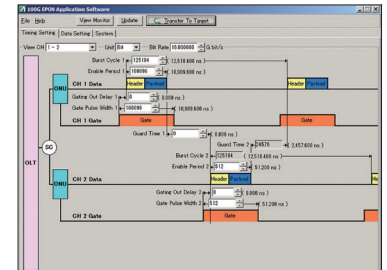 100G EPON Application Software
File Help View Monitor Update Transfer To Target
Timing Setting Data Setting System
View CH 1 - 2 Unit Bit Bit Rate 10.000000 G bit/s
Burst Cycle 1 125184 ( 12,518.400 ns )
Enable Period 1 100096 ( 10,009.600 ns )
ONU CH 1 Data Header Payload Header Payload
Gating Out Delay 1 0 ( 0.000 ns )
Gate Pulse Width 1 100096 ( 10,009.600 ns )
CH 1 Gate Gate Gate
Guard Time 1 0 ( 0.000 ns )
SG
Guard Time 2 24576 ( 2,457.600 ns )
OLT
Burst Cycle 2 125184 ( 12,518.400 ns )
Enable Period 2 512 ( 51.200 ns )
ONU CH 2 Data Header Payload He
Gating Out Delay 2 0 ( 0.000 ns )
Gate Pulse Width 2 512 ( 51.200 ns )
CH 2 Gate Gate